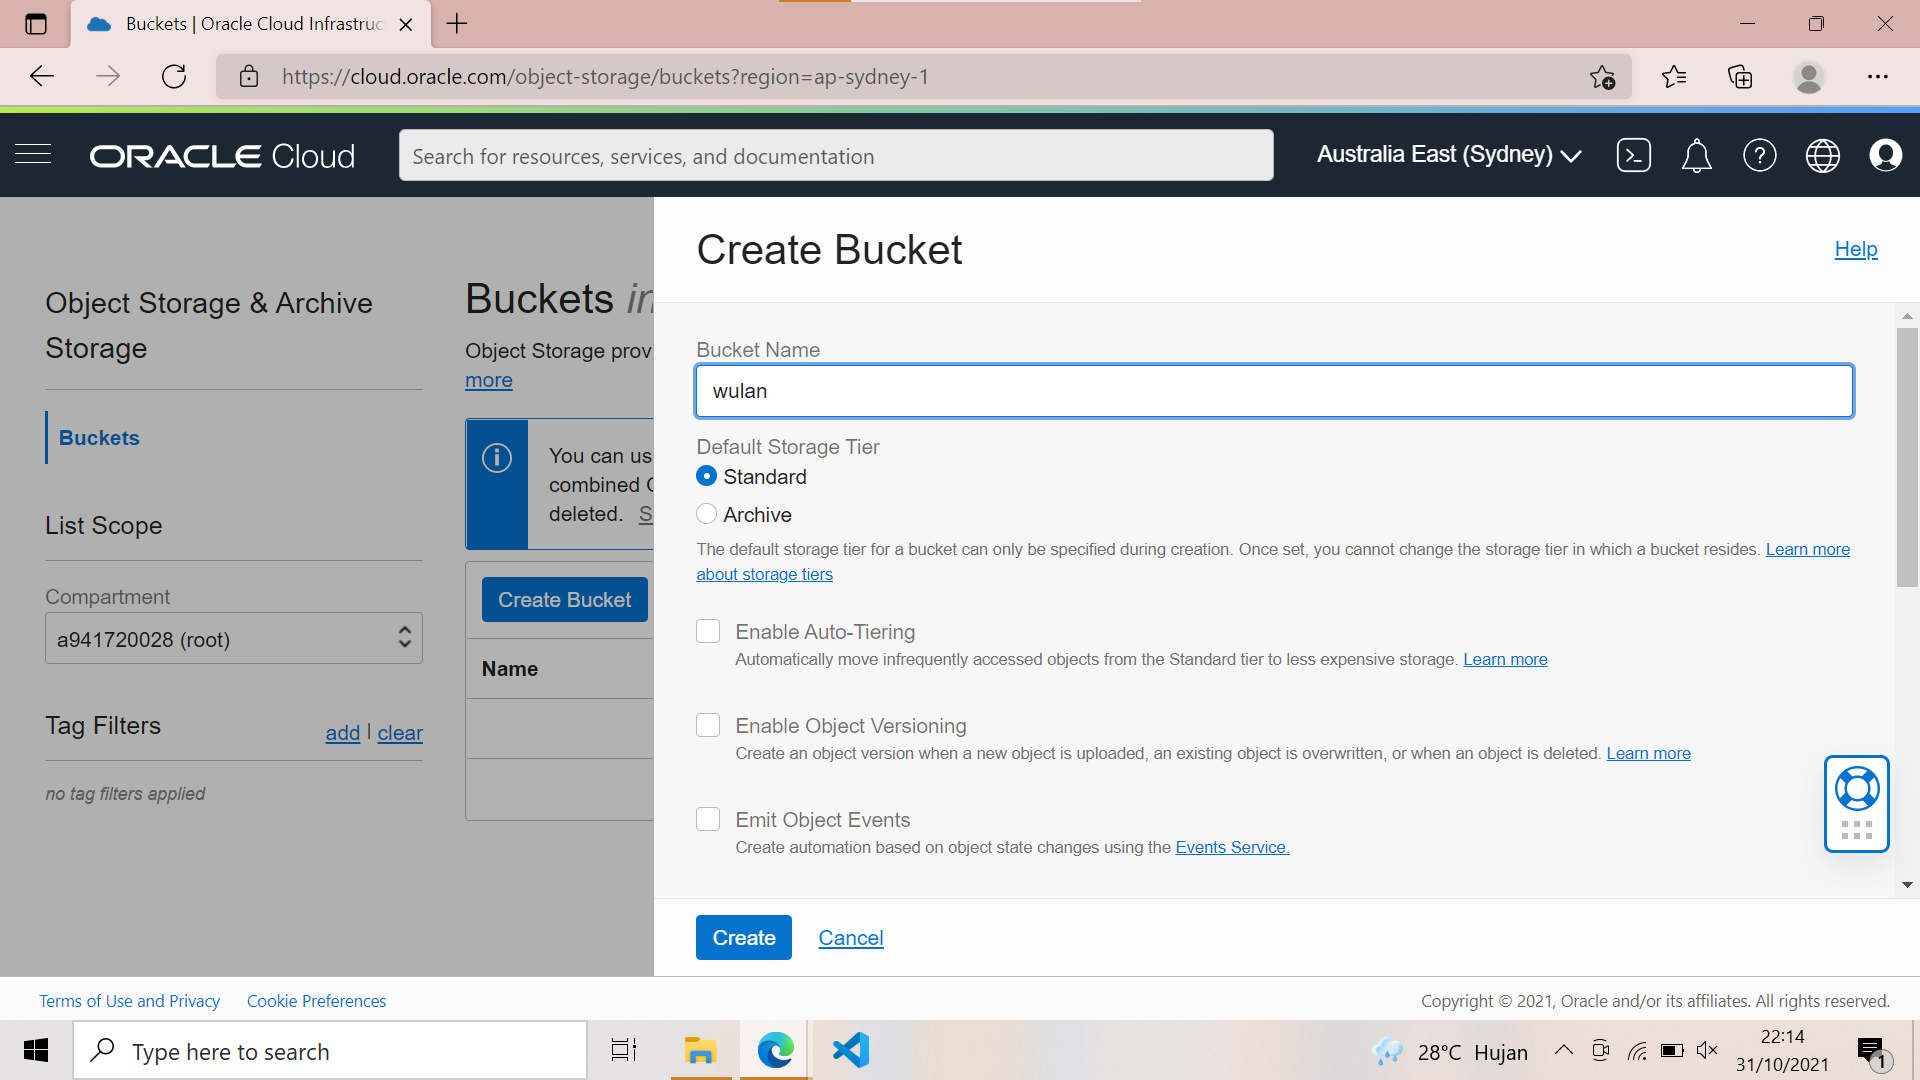 Buckets | Oracle Cloud Infrastruc
https://cloud.oracle.com/object-storage/buckets?region=ap-sydney-1
ORACLE Cloud
Search for resources, services, and documentation
Australia East (Sydney)
Object Storage & Archive
Storage
Buckets
List Scope
Compartment
a941720028 (root)
Tag Filters
add | clear
no tag filters applied
Buckets in
Object Storage prov
more
You can us
combined
deleted. S
Create Bucket
Name
Create Bucket
Help
Bucket Name
wulan
Default Storage Tier
Standard
Archive
The default storage tier for a bucket can only be specified during creation. Once set, you cannot change the storage tier in which a bucket resides. Learn more
about storage tiers
Enable Auto-Tiering
Automatically move infrequently accessed objects from the Standard tier to less expensive storage. Learn more
Enable Object Versioning
Create an object version when a new object is uploaded, an existing object is overwritten, or when an object is deleted. Learn more
Emit Object Events
Create automation based on object state changes using the Events Service.
Create
Cancel
Terms of Use and Privacy
Cookie Preferences
Copyright © 2021, Oracle and/or its affiliates. All rights reserved.
Type here to search
28°C Hujan
22:14
31/10/2021
1